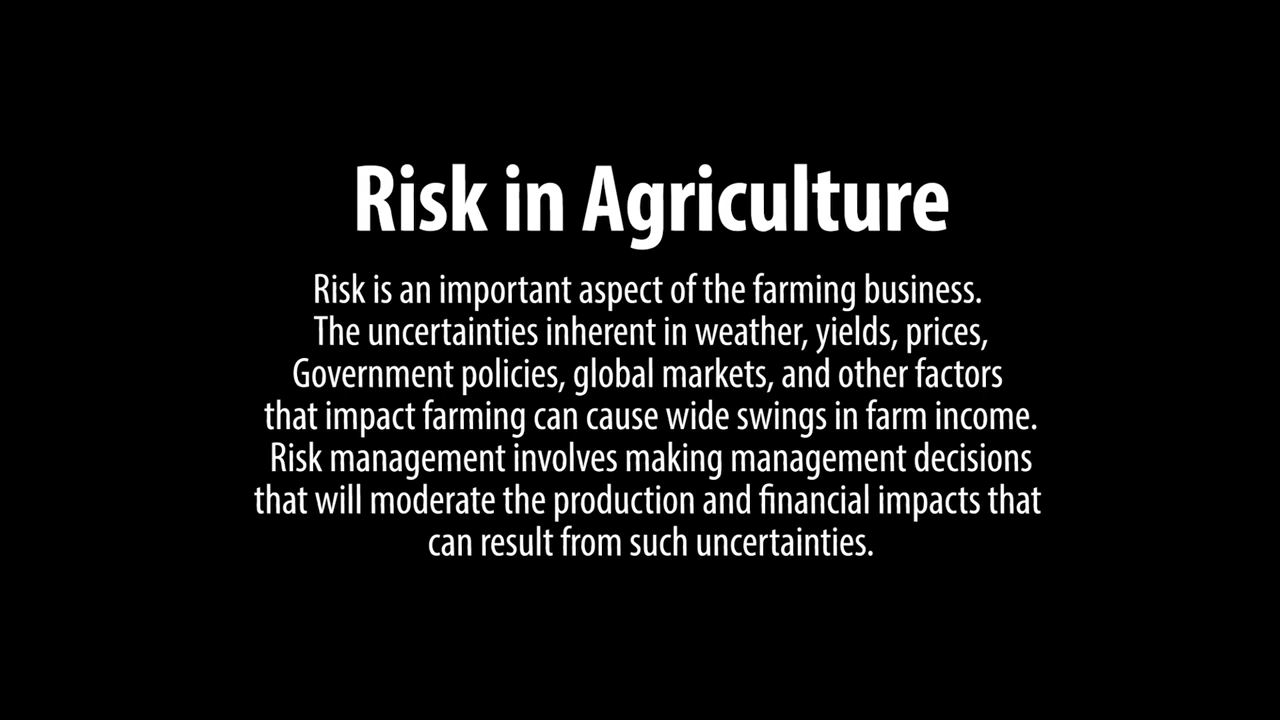 Risk in Agriculture
Risk is an important aspect of the farming business.
The uncertainties inherent in weather, yields, prices,
Government policies, global markets, and other factors
that impact farming can cause wide swings in farm income.
Risk management involves making management decisions
that will moderate the production and financial impacts that
can result from such uncertainties.